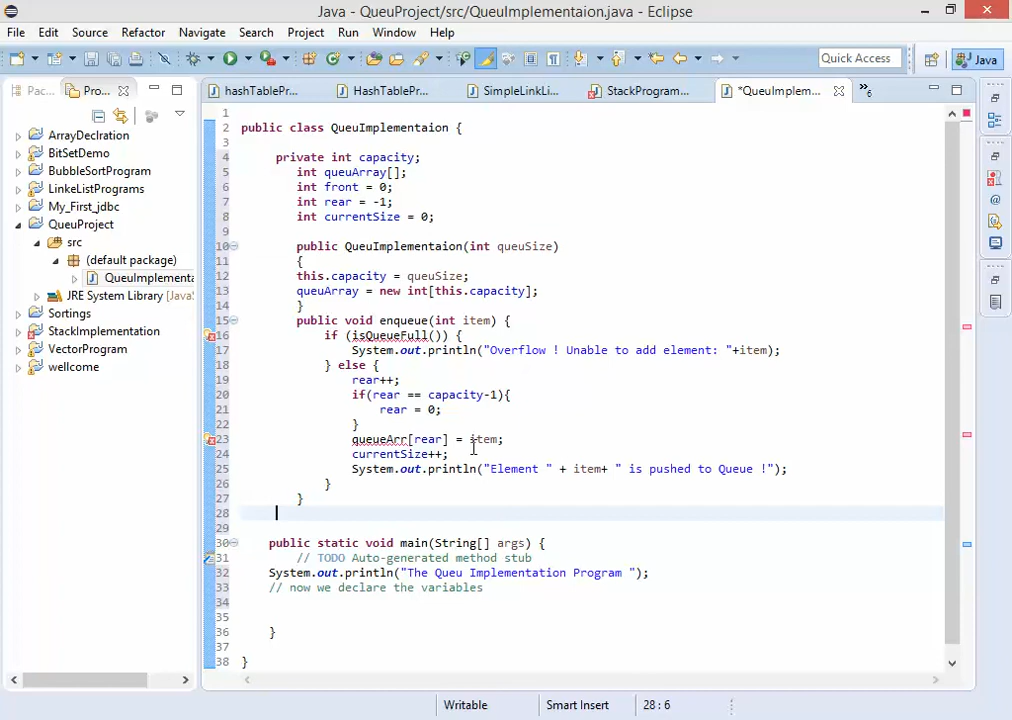 Java - QueuProject/src/QueuImplementaion.java - Eclipse
File Edit Source Refactor Navigate Search Project Run Window Help
Quick Access
Java
Pac...
Pro...
hashTablePr...
HashTablePr...
SimpleLinkLi...
StackProgram...
*QueuImplem...
»6
ArrayDeclration
BitSetDemo
BubbleSortProgram
LinkeListPrograms
My_First_jdbc
QueuProject
src
(default package)
QueuImplementa
JRE System Library [Java
Sortings
StackImplementation
VectorProgram
wellcome
1
2 public class QueuImplementaion {
3
4 private int capacity;
5 int queuArray[];
6 int front = 0;
7 int rear = -1;
8 int currentSize = 0;
9
10 public QueuImplementaion(int queuSize)
11 {
12 this.capacity = queuSize;
13 queuArray = new int[this.capacity];
14 }
15 public void enqueue(int item) {
16 if (isQueueFull()) {
17 System.out.println("Overflow ! Unable to add element: "+item);
18 } else {
19 rear++;
20 if(rear == capacity-1){
21 rear = 0;
22 }
23 queueArr[rear] = item;
24 currentSize++;
25 System.out.println("Element " + item+ " is pushed to Queue !");
26 }
27 }
28
29
30 public static void main(String[] args) {
31 // TODO Auto-generated method stub
32 System.out.println("The Queu Implementation Program ");
33 // now we declare the variables
34
35
36 }
37
38 }
Writable
Smart Insert
28 : 6